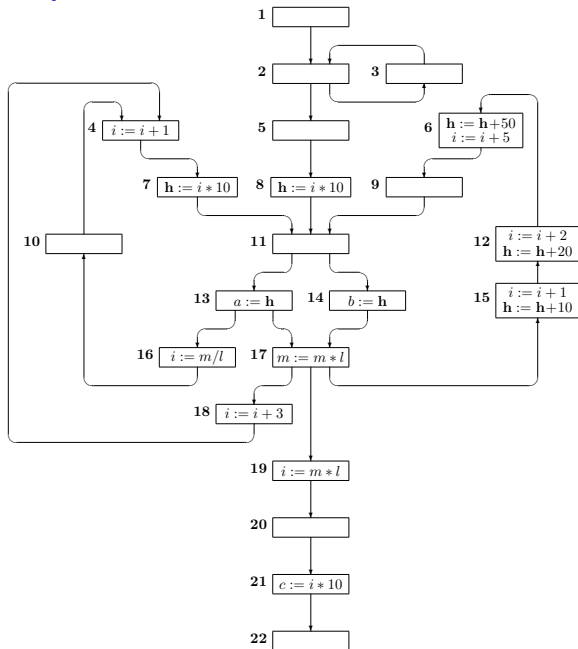 1
2
3
4 i := i + 1
5
6 h := h+50
i := i + 5
7 h := i ∗ 10
8 h := i ∗ 10
9
10
11
12 i := i + 2
h := h+20
13 a := h
14 b := h
15 i := i + 1
h := h+10
16 i := m/l
17 m := m ∗ l
18 i := i + 3
19 i := m ∗ l
20
21 c := i ∗ 10
22